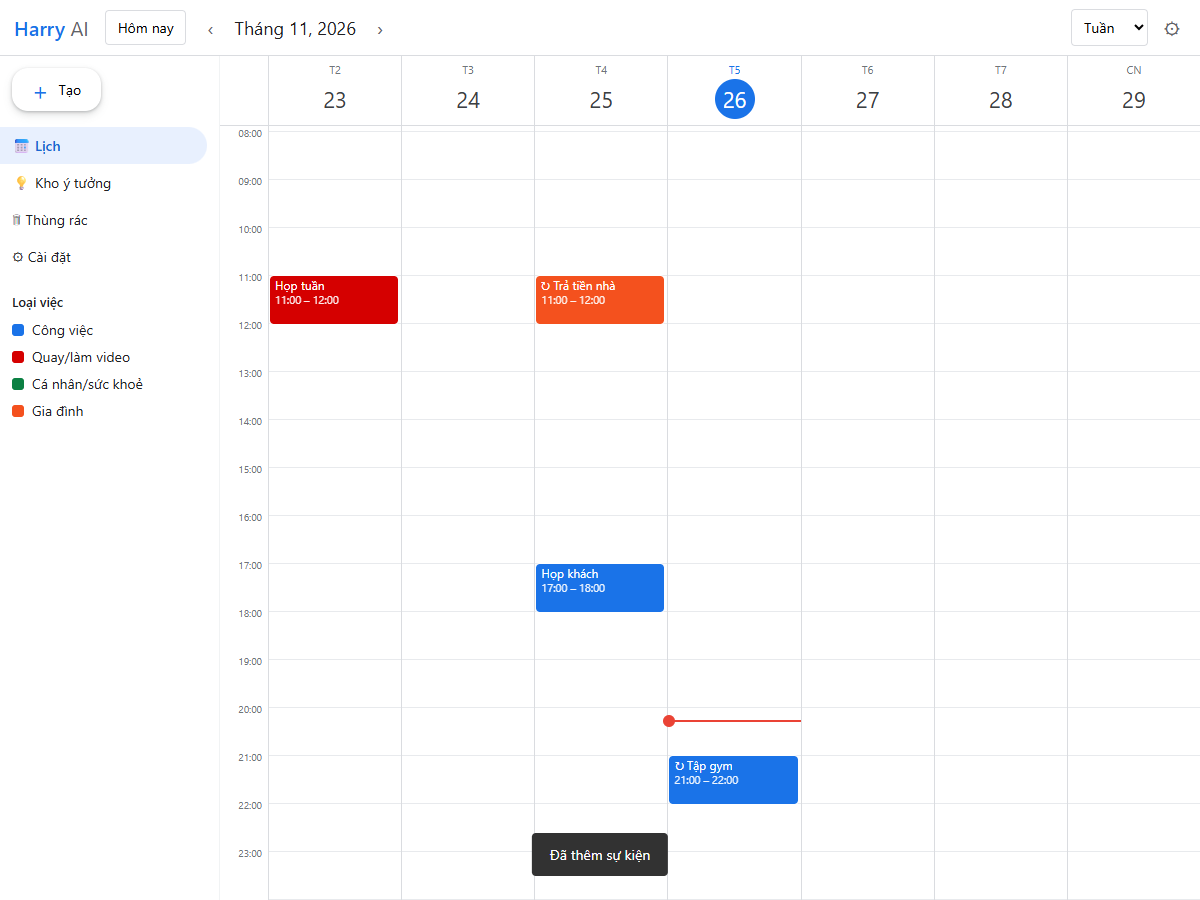 Harry AI
Hôm nay
‹
Tháng 11, 2026
›
Tuần
+ Tạo
Lịch
Kho ý tưởng
Thùng rác
Cài đặt
Loại việc
Công việc
Quay/làm video
Cá nhân/sức khoẻ
Gia đình
T2
23
T3
24
T4
25
T5
26
T6
27
T7
28
CN
29
08:00
09:00
10:00
11:00
12:00
13:00
14:00
15:00
16:00
17:00
18:00
19:00
20:00
21:00
22:00
23:00
Họp tuần
11:00 – 12:00
↻ Trả tiền nhà
11:00 – 12:00
Họp khách
17:00 – 18:00
↻ Tập gym
21:00 – 22:00
Đã thêm sự kiện